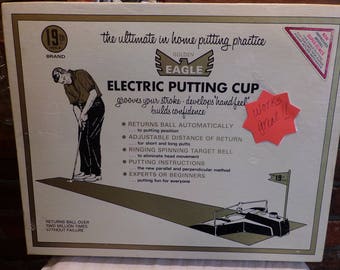 the ultimate in home putting practice
19TH
BRAND
GOLDEN
EAGLE
ELECTRIC PUTTING CUP
grooves your stroke - develops "hand feel"
builds confidence
WORKS
GREAT!!
• RETURNS BALL AUTOMATICALLY
... to putting position
• ADJUSTABLE DISTANCE OF RETURN
... for short and long putts
• RINGING SPINNING TARGET BELL
... to eliminate head movement
• PUTTING INSTRUCTIONS
... the new parallel and perpendicular method
• EXPERTS OR BEGINNERS
... putting fun for everyone
19
RETURNS BALL OVER
TWO MILLION TIMES
WITHOUT FAILURE